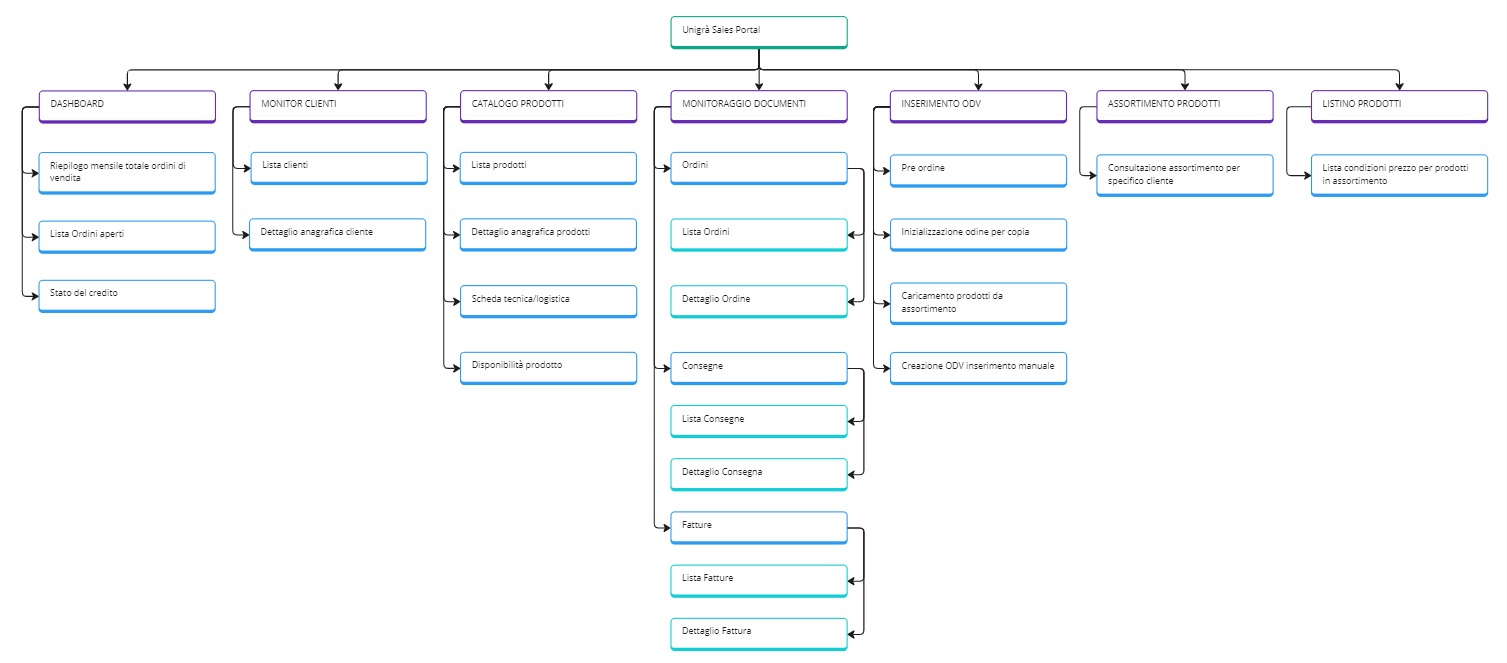 Unigrà Sales Portal
DASHBOARD
Riepilogo mensile totale ordini di
vendita
Lista Ordini aperti
Stato del credito
MONITOR CLIENTI
Lista clienti
Dettaglio anagrafica cliente
CATALOGO PRODOTTI
Lista prodotti
Dettaglio anagrafica prodotti
Scheda tecnica/logistica
Disponibilità prodotto
MONITORAGGIO DOCUMENTI
Ordini
Lista Ordini
Dettaglio Ordine
Consegne
Lista Consegne
Dettaglio Consegna
Fatture
Lista Fatture
Dettaglio Fattura
INSERIMENTO ODV
Pre ordine
Inizializzazione odine per copia
Caricamento prodotti da
assortimento
Creazione ODV inserimento manuale
ASSORTIMENTO PRODOTTI
Consultazione assortimento per
specifico cliente
LISTINO PRODOTTI
Lista condizioni prezzo per prodotti
in assortimento